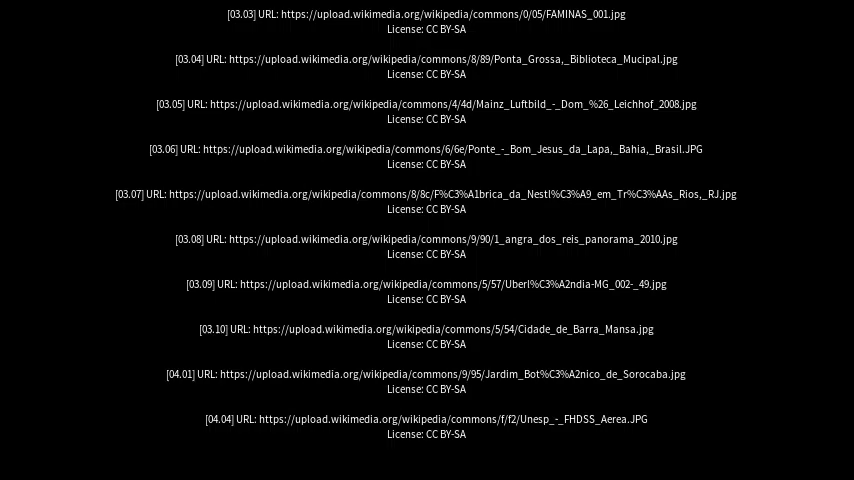 [03.03] URL: https://upload.wikimedia.org/wikipedia/commons/0/05/FAMINAS_001.jpg
License: CC BY-SA
[03.04] URL: https://upload.wikimedia.org/wikipedia/commons/8/89/Ponta_Grossa,_Biblioteca_Mucipal.jpg
License: CC BY-SA
[03.05] URL: https://upload.wikimedia.org/wikipedia/commons/4/4d/Mainz_Luftbild_-_Dom_%26_Leichhof_2008.jpg
License: CC BY-SA
[03.06] URL: https://upload.wikimedia.org/wikipedia/commons/6/6e/Ponte_-_Bom_Jesus_da_Lapa,_Bahia,_Brasil.JPG
License: CC BY-SA
[03.07] URL: https://upload.wikimedia.org/wikipedia/commons/8/8c/F%C3%A1brica_da_Nestl%C3%A9_em_Tr%C3%AAs_Rios,_RJ.jpg
License: CC BY-SA
[03.08] URL: https://upload.wikimedia.org/wikipedia/commons/9/90/1_angra_dos_reis_panorama_2010.jpg
License: CC BY-SA
[03.09] URL: https://upload.wikimedia.org/wikipedia/commons/5/57/Uberl%C3%A2ndia-MG_002-_49.jpg
License: CC BY-SA
[03.10] URL: https://upload.wikimedia.org/wikipedia/commons/5/54/Cidade_de_Barra_Mansa.jpg
License: CC BY-SA
[04.01] URL: https://upload.wikimedia.org/wikipedia/commons/9/95/Jardim_Bot%C3%A2nico_de_Sorocaba.jpg
License: CC BY-SA
[04.04] URL: https://upload.wikimedia.org/wikipedia/commons/f/f2/Unesp_-_FHDSS_Aerea.JPG
License: CC BY-SA